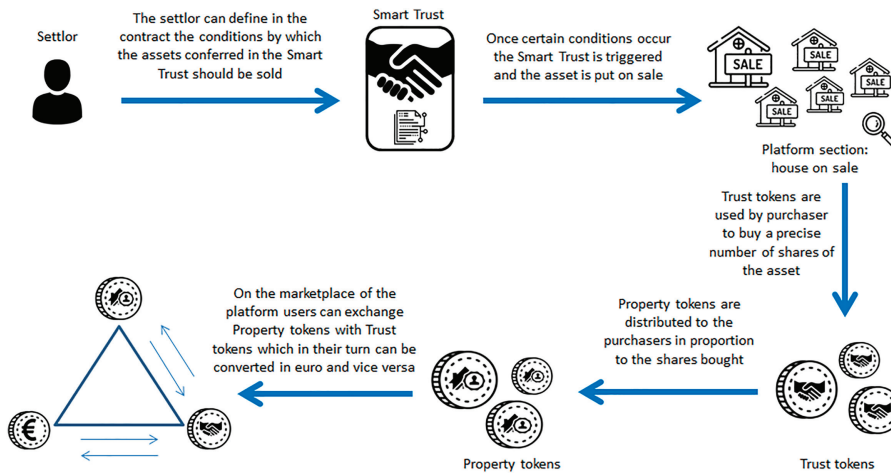 Settlor
The settlor can define in the
contract the conditions by which
the assets conferred in the Smart
Trust should be sold
Smart Trust
Once certain conditions occur
the Smart Trust is triggered
and the asset is put on sale
SALE
SALE
SALE
SALE
SALE
Platform section:
house on sale
Trust tokens are
used by purchaser
to buy a precise
number of shares of
the asset
Property tokens are
distributed to the
purchasers in proportion
to the shares bought
On the marketplace of the
platform users can exchange
Property tokens with Trust
tokens which in their turn can be
converted in euro and vice versa
€
Property tokens
Trust tokens